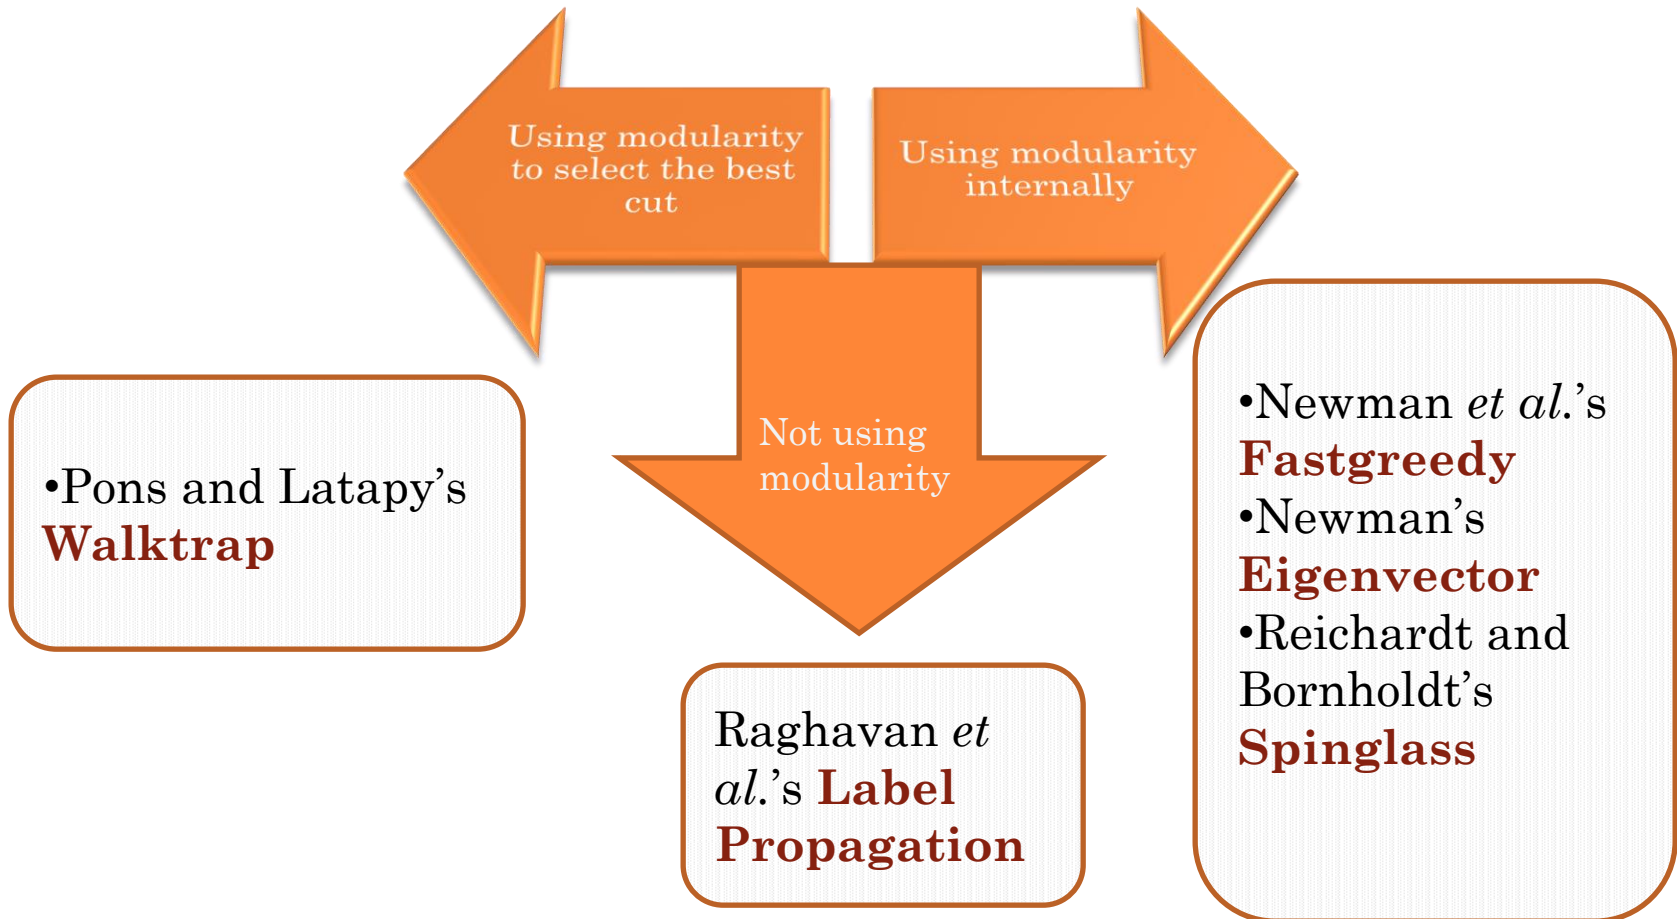 Using modularity
to select the best
cut
Using modularity
internally
Not using
modularity
•Pons and Latapy’s
Walktrap
Raghavan et
al.’s Label
Propagation
•Newman et al.’s
Fastgreedy
•Newman’s
Eigenvector
•Reichardt and
Bornholdt’s
Spinglass